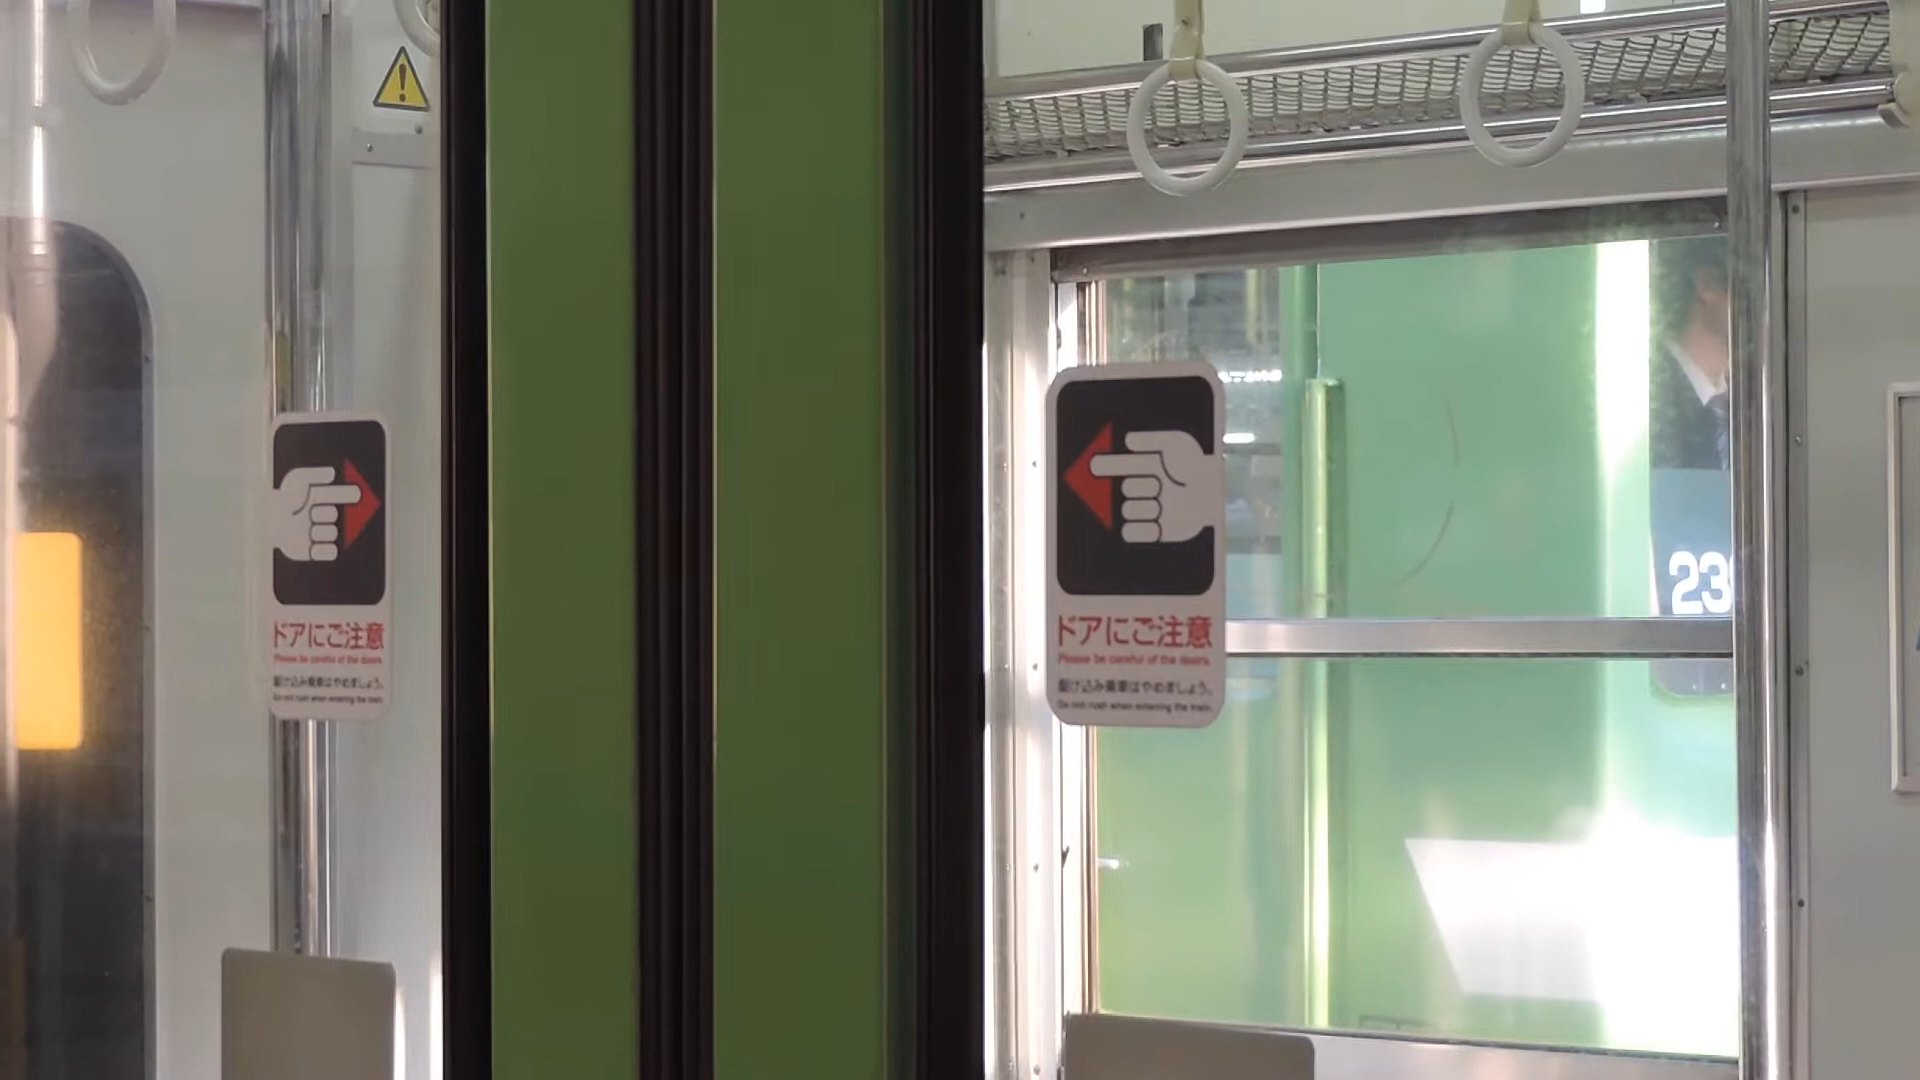 ドアにご注意
Please be careful of the doors.
駆け込み乗車はやめましょう。
Do not rush when entering the train.
ドアにご注意
Please be careful of the doors.
駆け込み乗車はやめましょう。
Do not rush when entering the train.
23